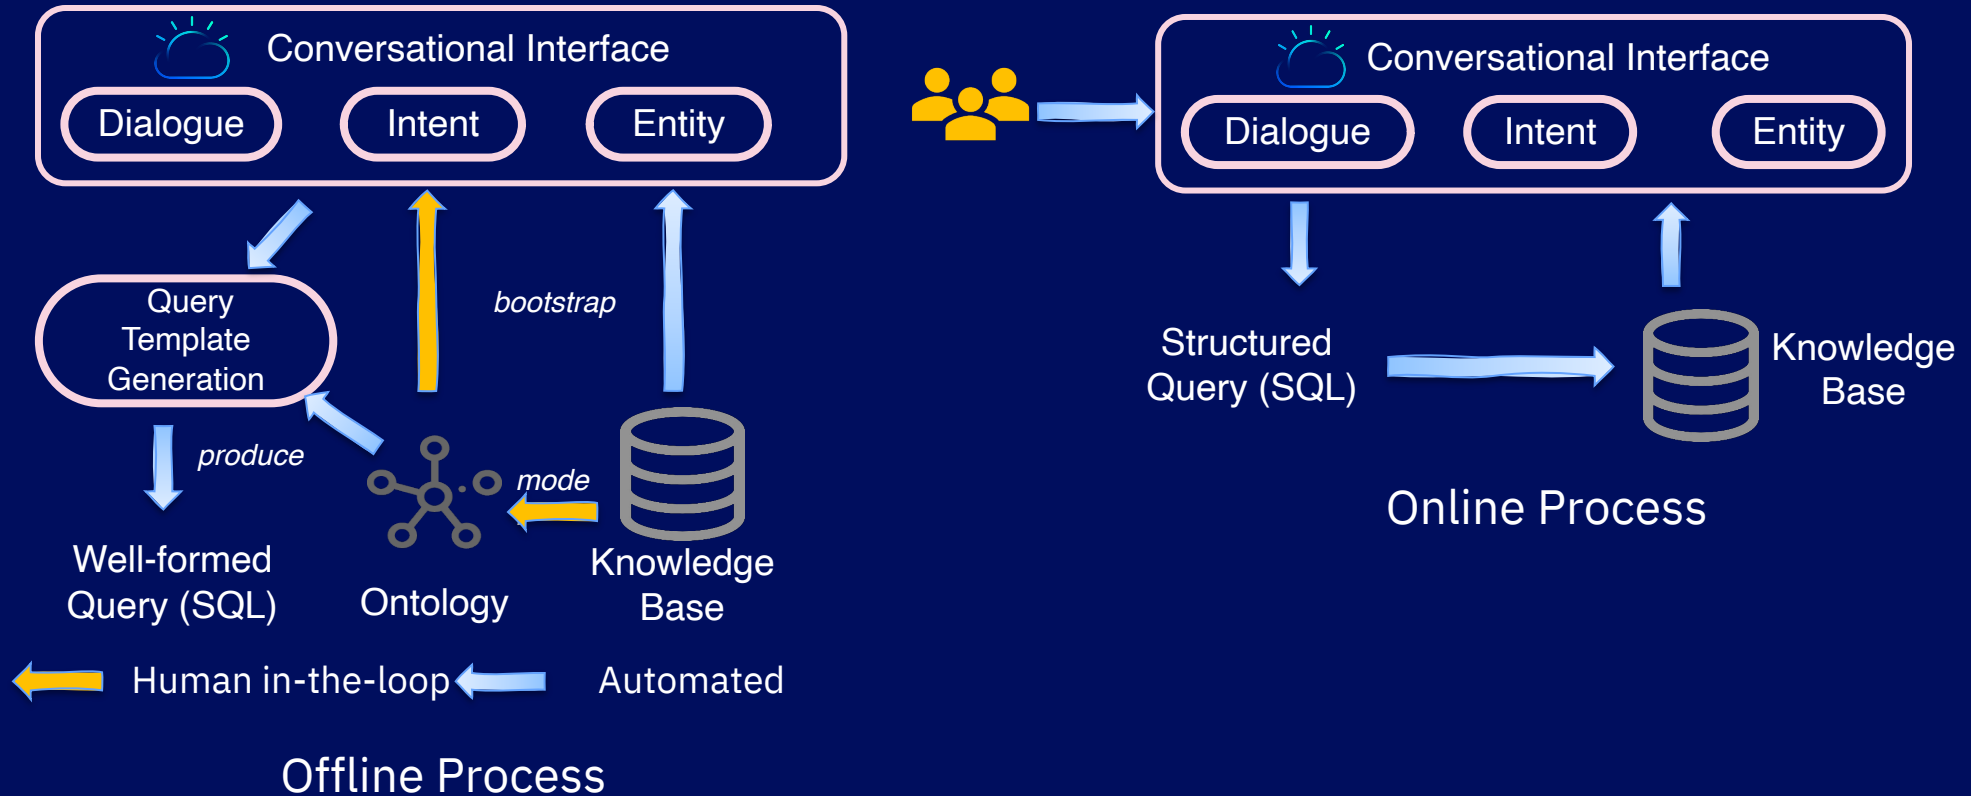 Conversational Interface
Dialogue
Intent
Entity
bootstrap
Query
Template
Generation
produce
mode
Well-formed
Query (SQL)
Ontology
Knowledge
Base
Human in-the-loop
Automated
Offline Process
Conversational Interface
Dialogue
Intent
Entity
Structured
Query (SQL)
Knowledge
Base
Online Process